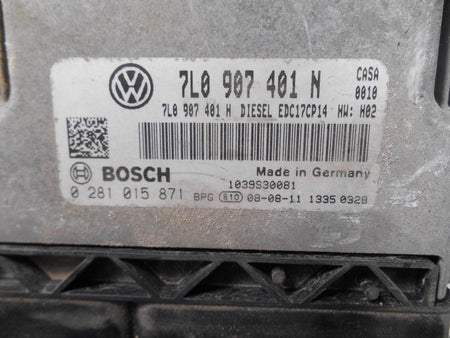 7L0 907 401 N
CASA
0010
7L0 907 401 N DIESEL EDC17CP14 HW: H02
BOSCH
Made in Germany
1039S30081
0 281 015 871 BPG 810 08-08-11 1335 0328